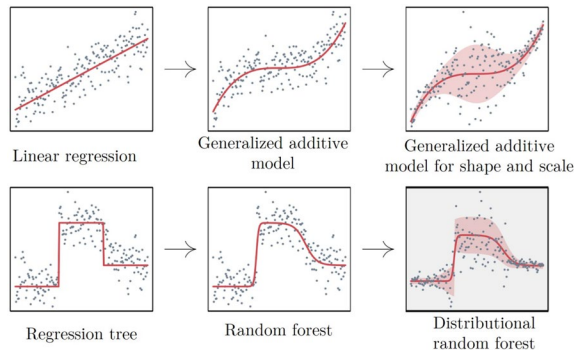 Linear regression
Generalized additive
model
Generalized additive
model for shape and scale
Regression tree
Random forest
Distributional
random forest